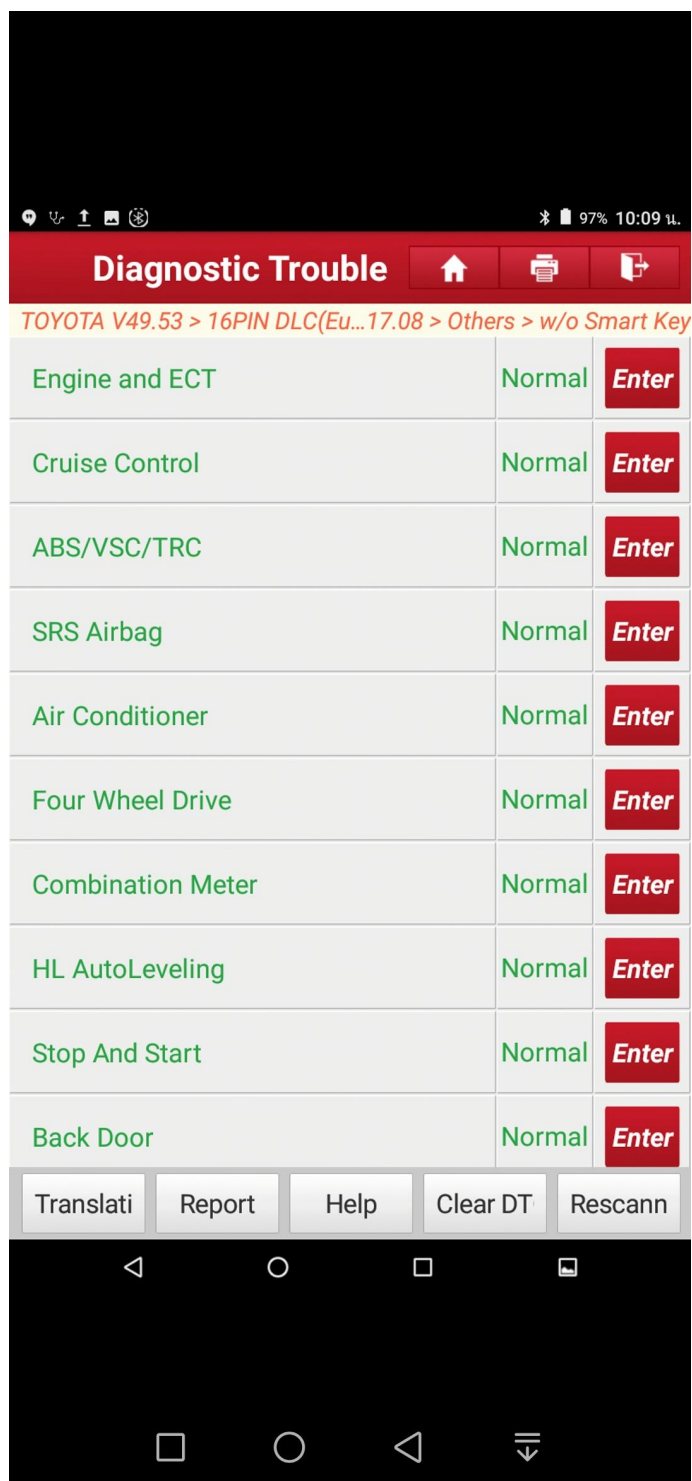 97% 10:09 น.
Diagnostic Trouble
TOYOTA V49.53 > 16PIN DLC(Eu...17.08 > Others > w/o Smart Key
Engine and ECT Normal Enter
Cruise Control Normal Enter
ABS/VSC/TRC Normal Enter
SRS Airbag Normal Enter
Air Conditioner Normal Enter
Four Wheel Drive Normal Enter
Combination Meter Normal Enter
HL AutoLeveling Normal Enter
Stop And Start Normal Enter
Back Door Normal Enter
Translati Report Help Clear DT Rescann